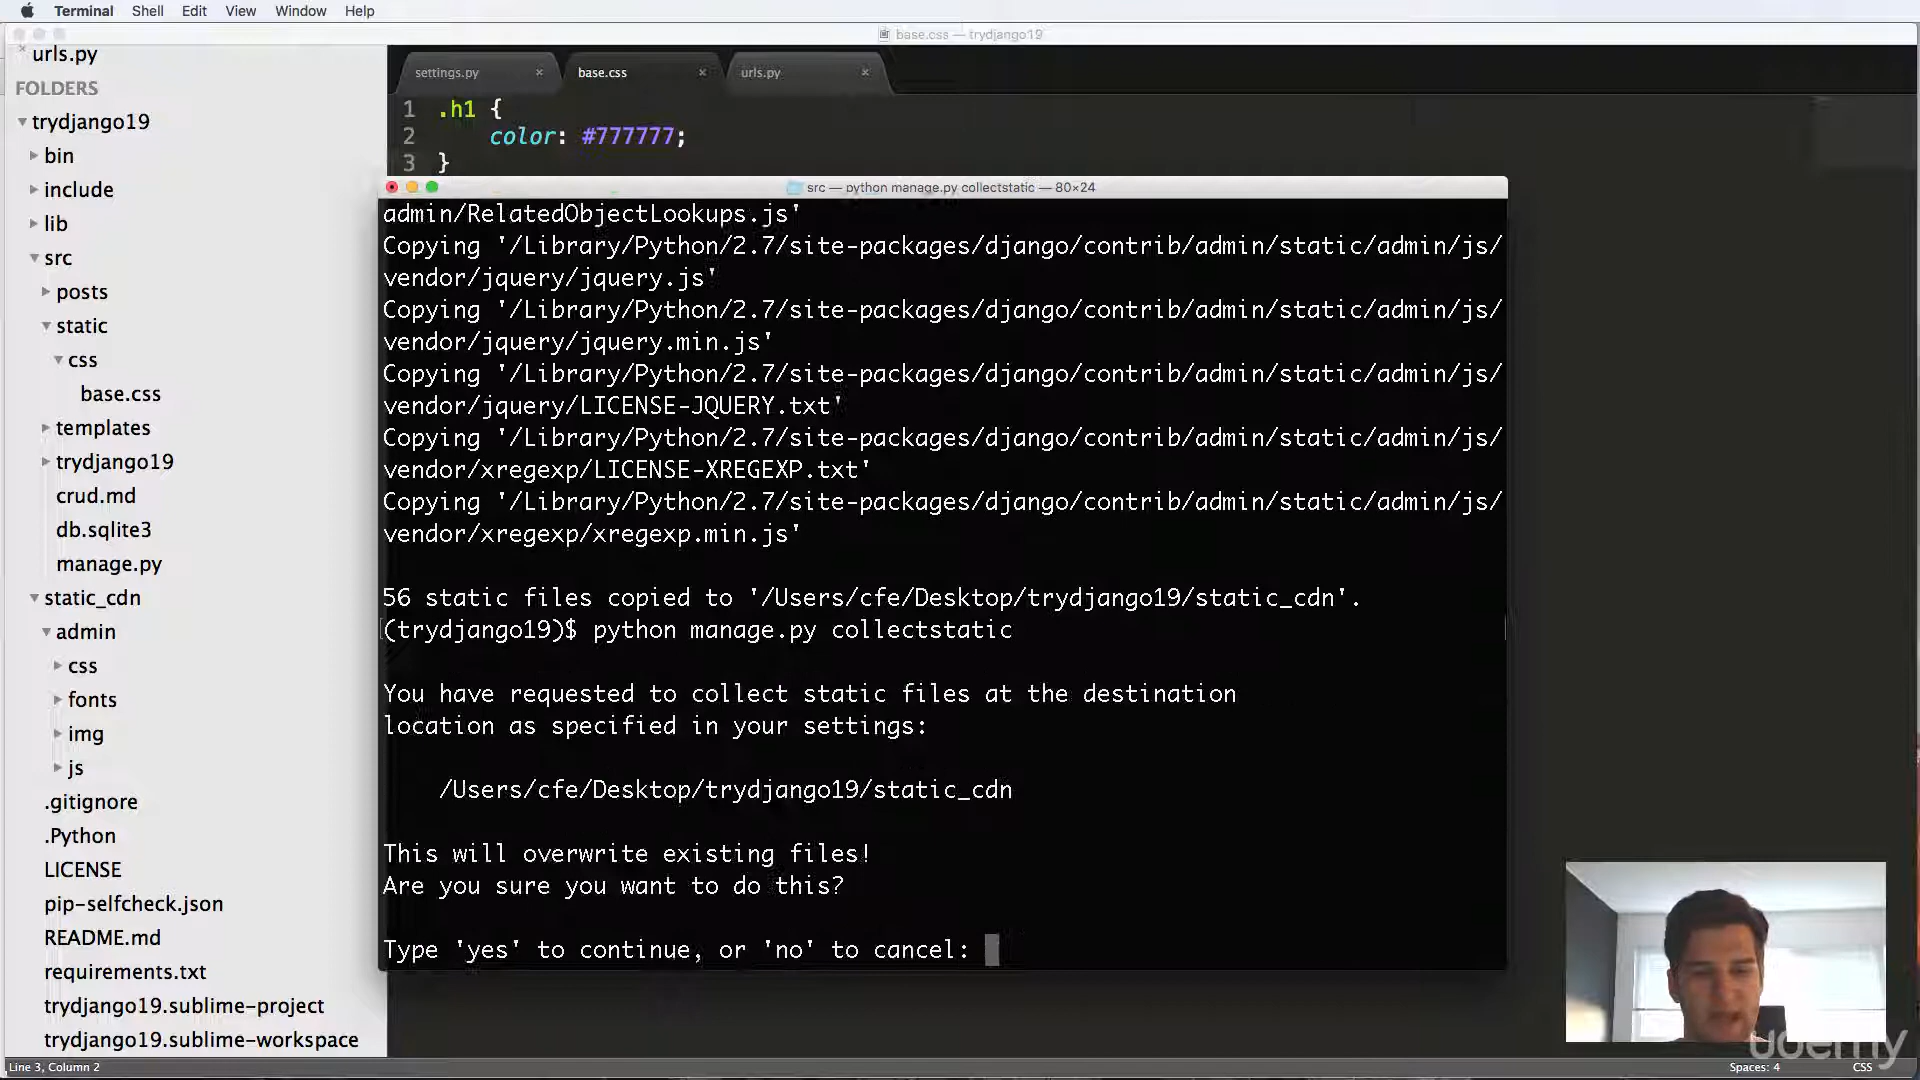 Terminal Shell Edit View Window Help
base.css — trydjango19
urls.py
FOLDERS
trydjango19
bin
include
lib
src
posts
static
css
base.css
templates
trydjango19
crud.md
db.sqlite3
manage.py
static_cdn
admin
css
fonts
img
js
.gitignore
.Python
LICENSE
pip-selfcheck.json
README.md
requirements.txt
trydjango19.sublime-project
trydjango19.sublime-workspace
settings.py base.css urls.py
1 .h1 {
2 color: #777777;
3 }
src — python manage.py collectstatic — 80×24
admin/RelatedObjectLookups.js'
Copying '/Library/Python/2.7/site-packages/django/contrib/admin/static/admin/js/
vendor/jquery/jquery.js'
Copying '/Library/Python/2.7/site-packages/django/contrib/admin/static/admin/js/
vendor/jquery/jquery.min.js'
Copying '/Library/Python/2.7/site-packages/django/contrib/admin/static/admin/js/
vendor/jquery/LICENSE-JQUERY.txt'
Copying '/Library/Python/2.7/site-packages/django/contrib/admin/static/admin/js/
vendor/xregexp/LICENSE-XREGEXP.txt'
Copying '/Library/Python/2.7/site-packages/django/contrib/admin/static/admin/js/
vendor/xregexp/xregexp.min.js'
56 static files copied to '/Users/cfe/Desktop/trydjango19/static_cdn'.
(trydjango19)$ python manage.py collectstatic
You have requested to collect static files at the destination
location as specified in your settings:
/Users/cfe/Desktop/trydjango19/static_cdn
This will overwrite existing files!
Are you sure you want to do this?
Type 'yes' to continue, or 'no' to cancel:
udemy
Line 3, Column 2 Spaces: 4 CSS